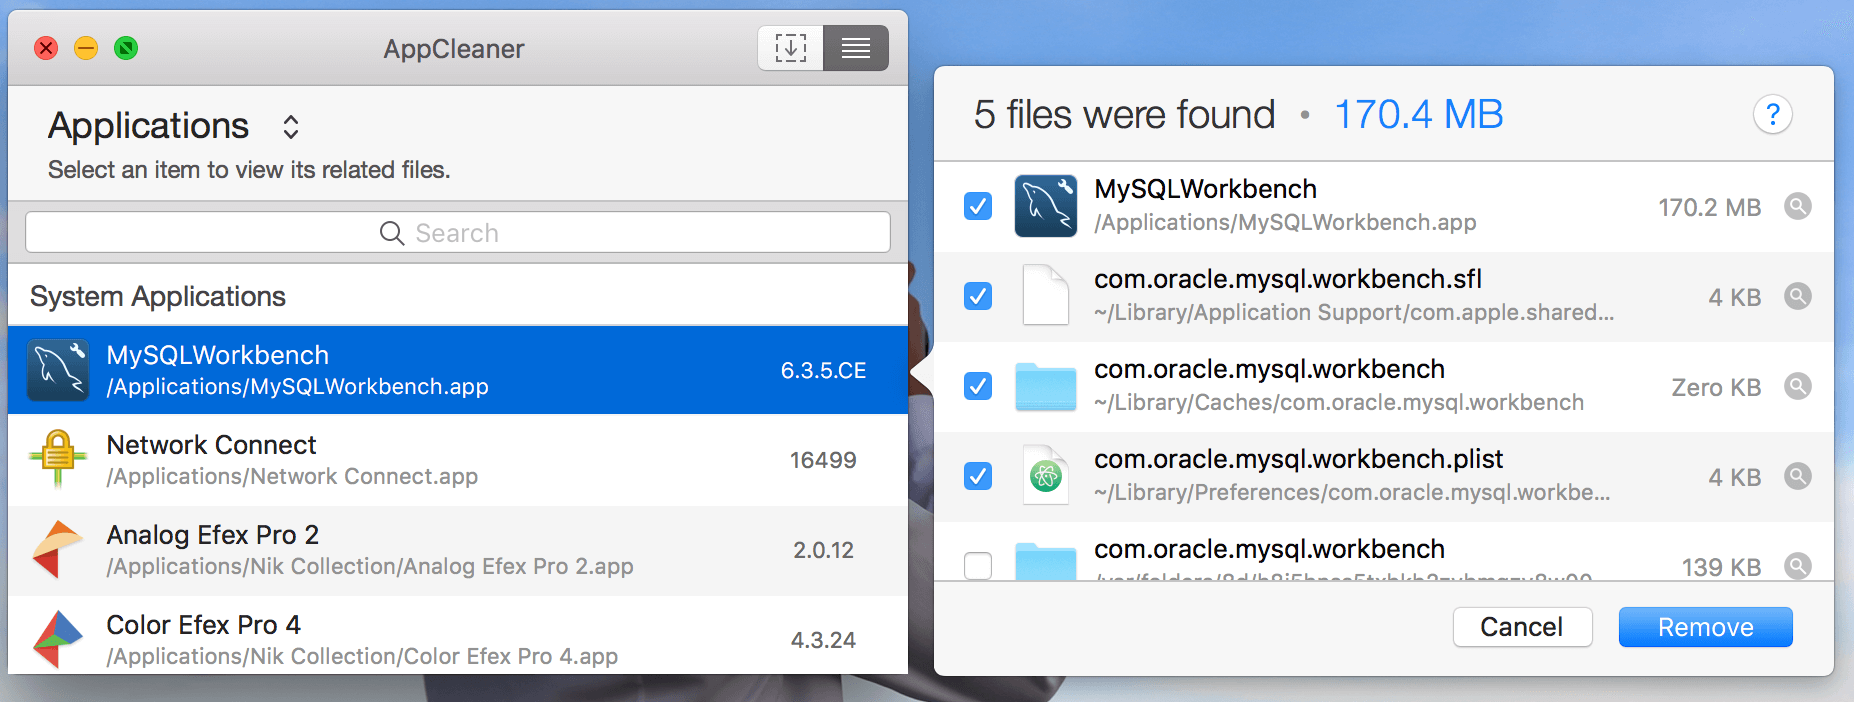 AppCleaner
Applications
Select an item to view its related files.
Search
System Applications
MySQLWorkbench
/Applications/MySQLWorkbench.app
6.3.5.CE
Network Connect
/Applications/Network Connect.app
16499
Analog Efex Pro 2
/Applications/Nik Collection/Analog Efex Pro 2.app
2.0.12
Color Efex Pro 4
/Applications/Nik Collection/Color Efex Pro 4.app
4.3.24
5 files were found • 170.4 MB
?
MySQLWorkbench
/Applications/MySQLWorkbench.app
170.2 MB
com.oracle.mysql.workbench.sfl
~/Library/Application Support/com.apple.shared...
4 KB
com.oracle.mysql.workbench
~/Library/Caches/com.oracle.mysql.workbench
Zero KB
com.oracle.mysql.workbench.plist
~/Library/Preferences/com.oracle.mysql.workbe...
4 KB
com.oracle.mysql.workbench
139 KB
Cancel
Remove